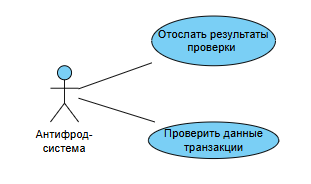 Отослать результаты
проверки
Антифрод-
система
Проверить данные
транзакции